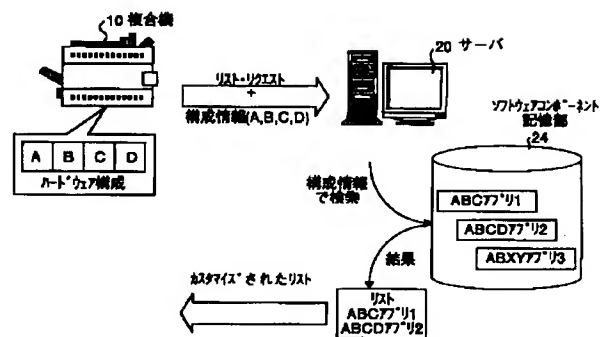 10 複合機
A B C D
ハードウェア構成
リスト・リクエスト
+
構成情報(A,B,C,D)
20 サーバ
ソフトウェアコンポーネント
記憶部
24
ABCアプリ1
ABCDアプリ2
ABXYアプリ3
構成情報
で検索
結果
カスタマイズされたリスト
リスト
ABCアプリ1
ABCDアプリ2